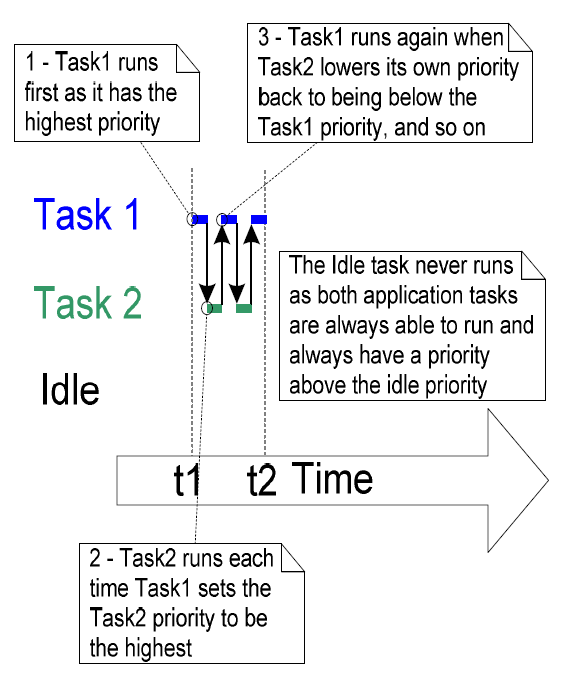 1 - Task1 runs
first as it has the
highest priority
3 - Task1 runs again when
Task2 lowers its own priority
back to being below the
Task1 priority, and so on
Task 1
Task 2
The Idle task never runs
as both application tasks
are always able to run and
always have a priority
above the idle priority
Idle
t1 t2 Time
2 - Task2 runs each
time Task1 sets the
Task2 priority to be
the highest